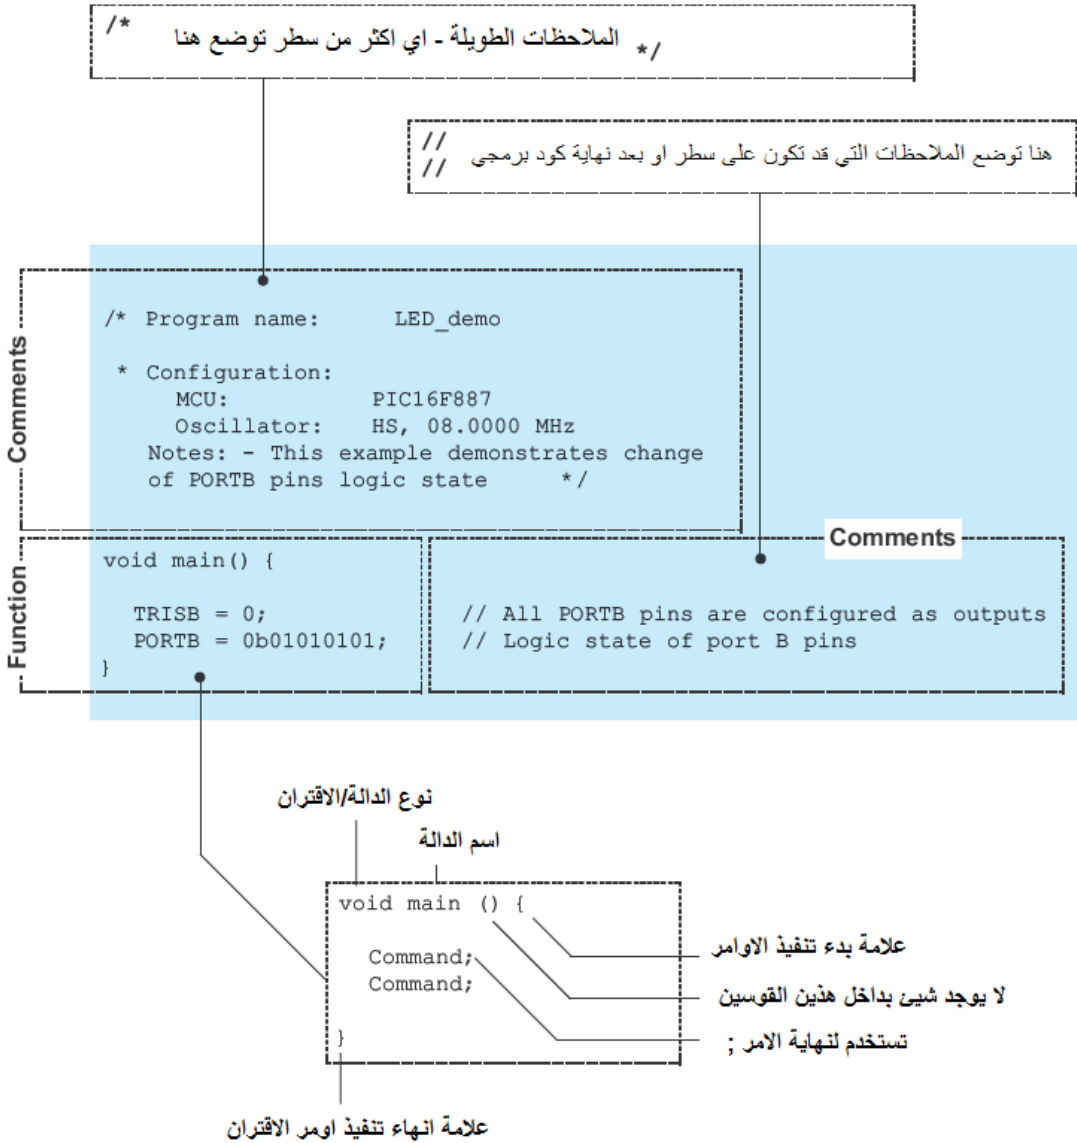 /* الملاحظات الطويلة - اي اكثر من سطر توضع هنا */
// هنا توضع الملاحظات التي قد تكون على سطر او بعد نهاية كود برمجي
//
Comments
/* Program name: LED_demo
* Configuration:
MCU: PIC16F887
Oscillator: HS, 08.0000 MHz
Notes: - This example demonstrates change
of PORTB pins logic state */
Function
Comments
void main() {
TRISB = 0; // All PORTB pins are configured as outputs
PORTB = 0b01010101; // Logic state of port B pins
}
نوع الدالة/الاقتران
اسم الدالة
void main () {
علامة بدء تنفيذ الاوامر
Command;
Command;
لا يوجد شيئ بداخل هذين القوسين
تستخدم لنهاية الامر ;
}
علامة انهاء تنفيذ اومر الاقتران